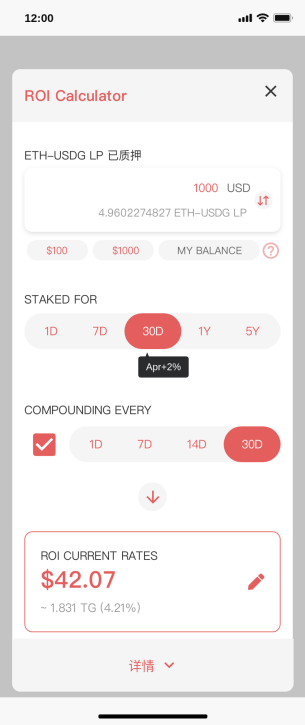 12:00
ROI Calculator
ETH-USDG LP 已质押
1000 USD
4.9602274827 ETH-USDG LP
$100 $1000 MY BALANCE ?
STAKED FOR
1D 7D 30D 1Y 5Y
Apr+2%
COMPOUNDING EVERY
1D 7D 14D 30D
ROI CURRENT RATES
$42.07
~ 1.831 TG (4.21%)
详情